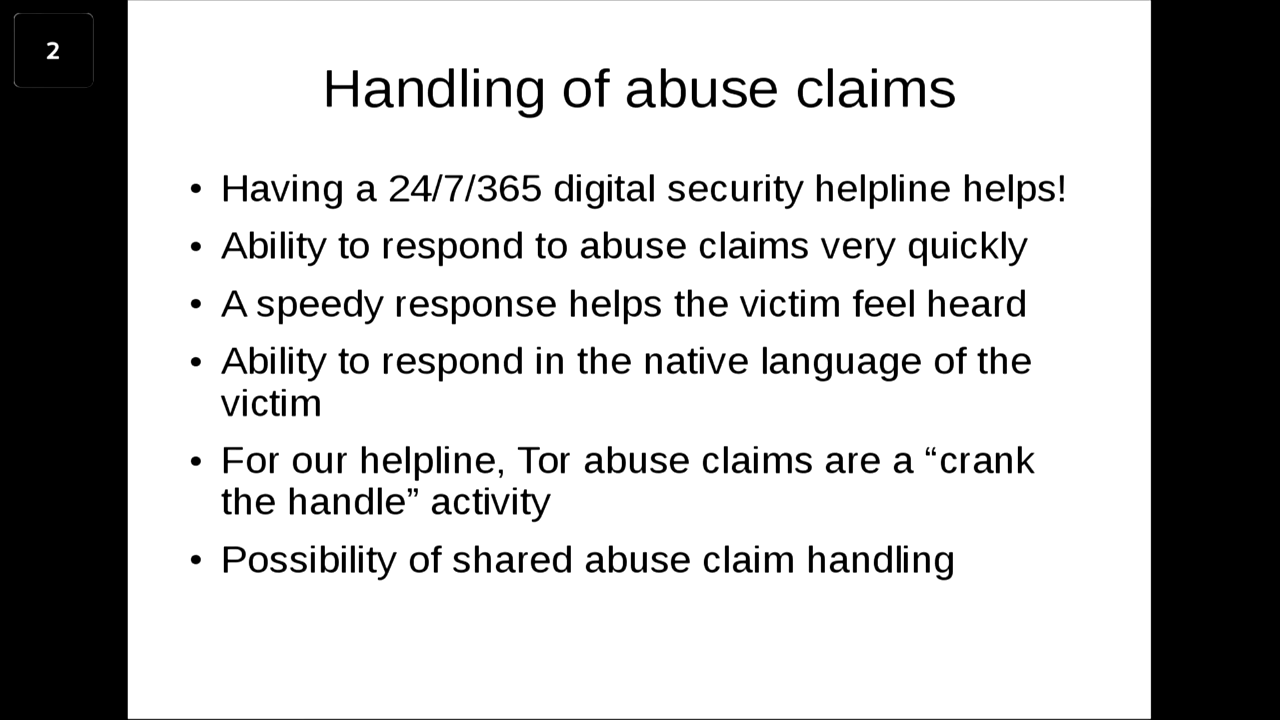 2
Handling of abuse claims
• Having a 24/7/365 digital security helpline helps!
• Ability to respond to abuse claims very quickly
• A speedy response helps the victim feel heard
• Ability to respond in the native language of the
victim
• For our helpline, Tor abuse claims are a “crank
the handle” activity
• Possibility of shared abuse claim handling